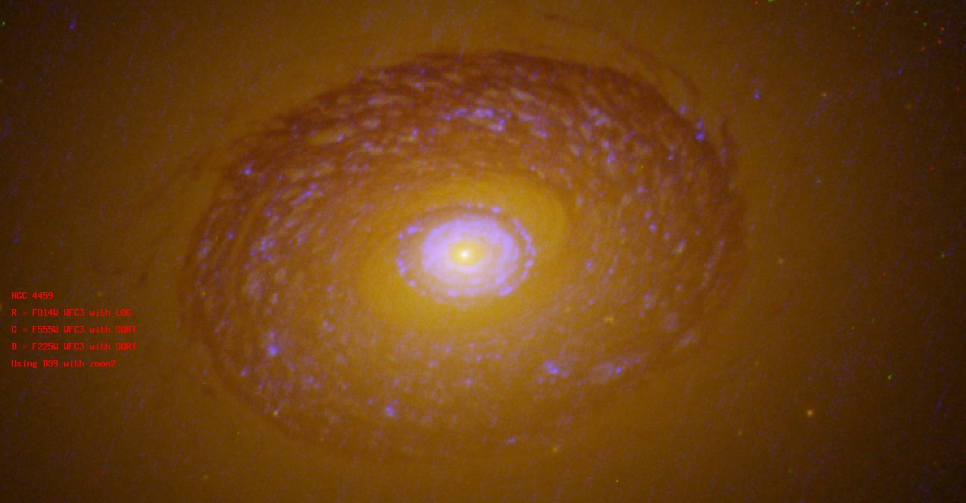 NGC 4459
R = F814W WFC3 with LOG
G = F555W WFC3 with SQRT
B = F225W WFC3 with SQRT
Using DS9 with zoom2